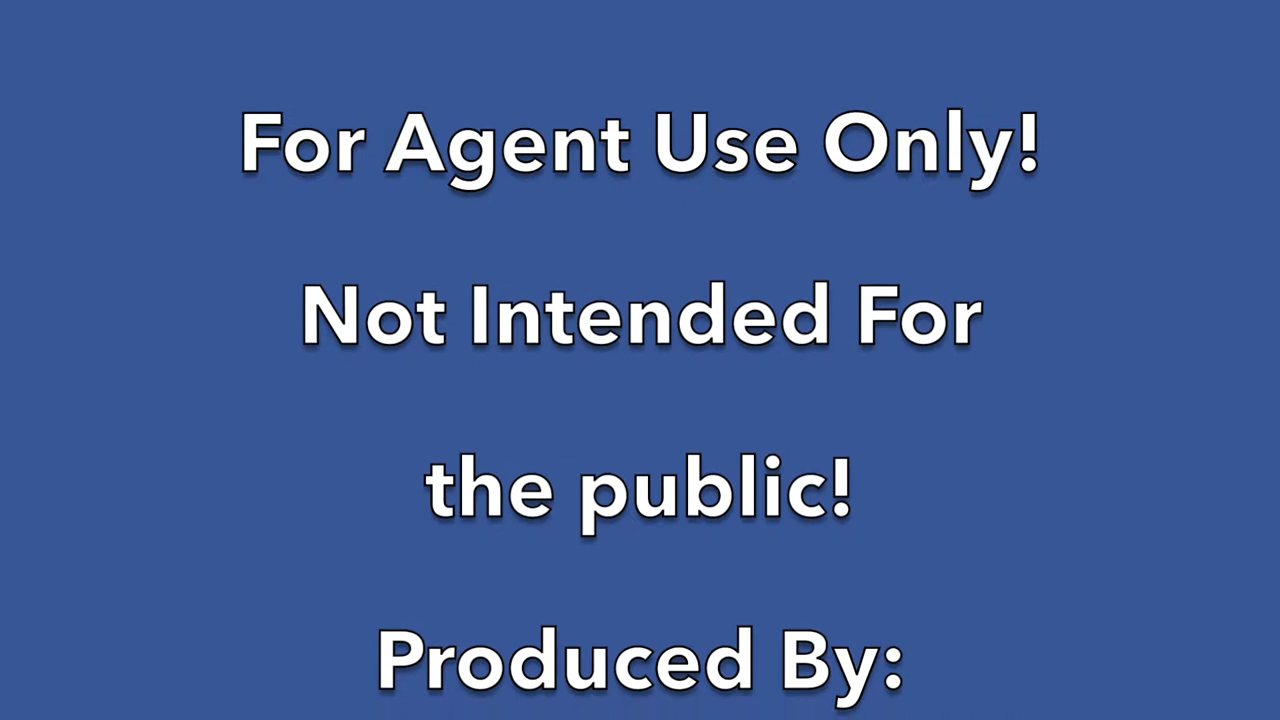 For Agent Use Only!
Not Intended For
the public!
Produced By: